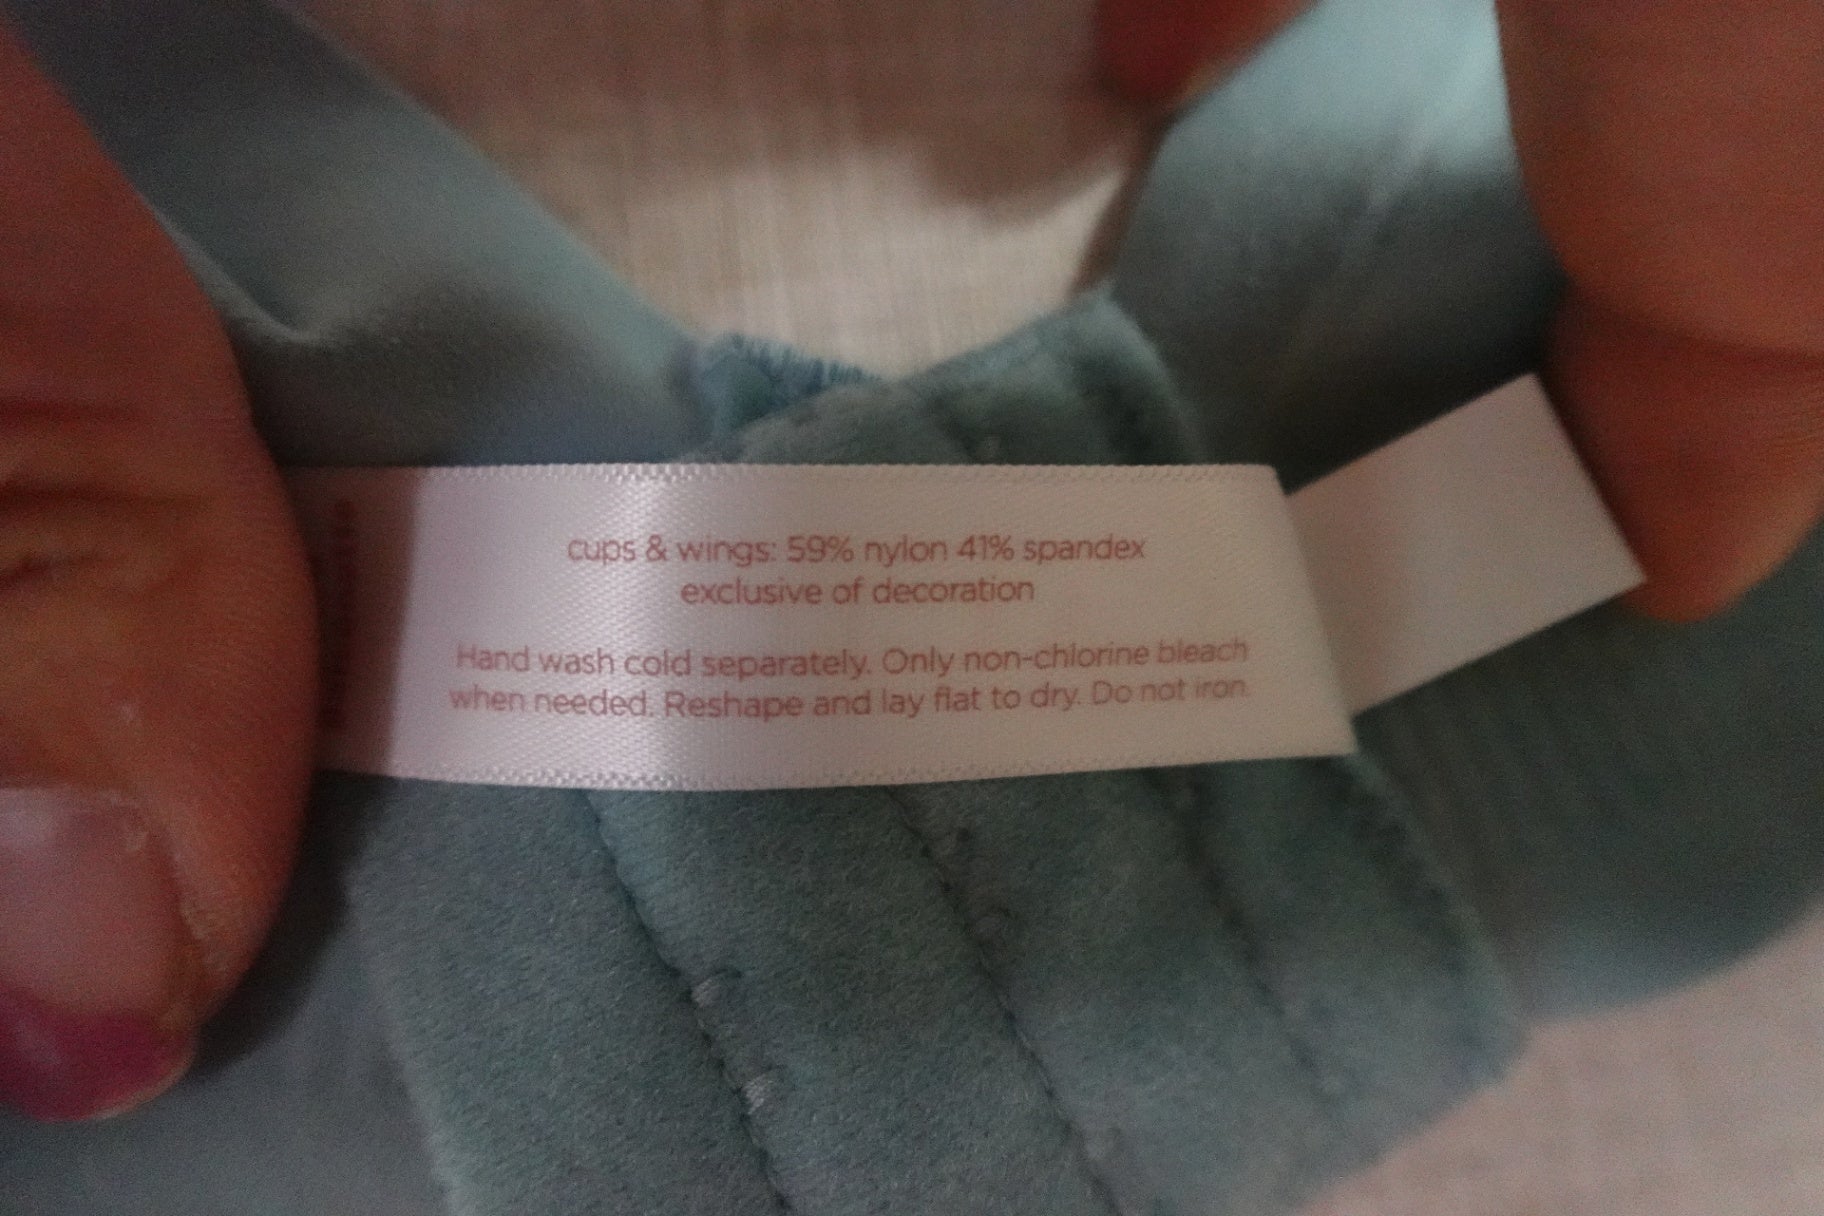 cups & wings: 59% nylon 41% spandex
exclusive of decoration
Hand wash cold separately. Only non-chlorine bleach
when needed. Reshape and lay flat to dry. Do not iron.